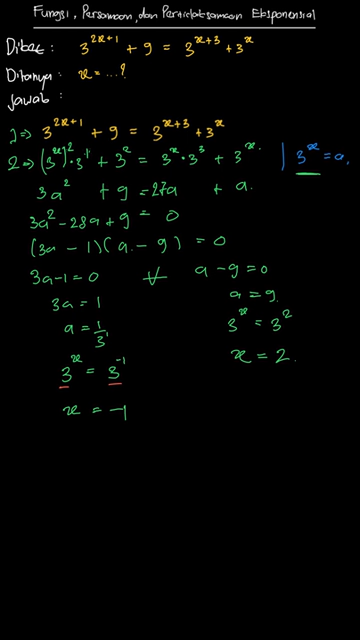 Fungsi, Persamaan, dan Pertidaksamaan Eksponensial
Diket : 3^(2x+1) + 9 = 3^(x+3) + 3^x
Ditanya : x = ...?
Jawab :
1 => 3^(2x+1) + 9 = 3^(x+3) + 3^x
2 => (3^x)^2 · 3^1 + 3^2 = 3^x · 3^3 + 3^x. | 3^x = a.
3a^2 + 9 = 27a + a.
3a^2 - 28a + 9 = 0
(3a - 1)(a - 9) = 0
3a - 1 = 0 V a - 9 = 0
3a = 1 a = 9.
a = 1/3^1 3^x = 3^2
3^x = 3^-1 x = 2.
x = -1